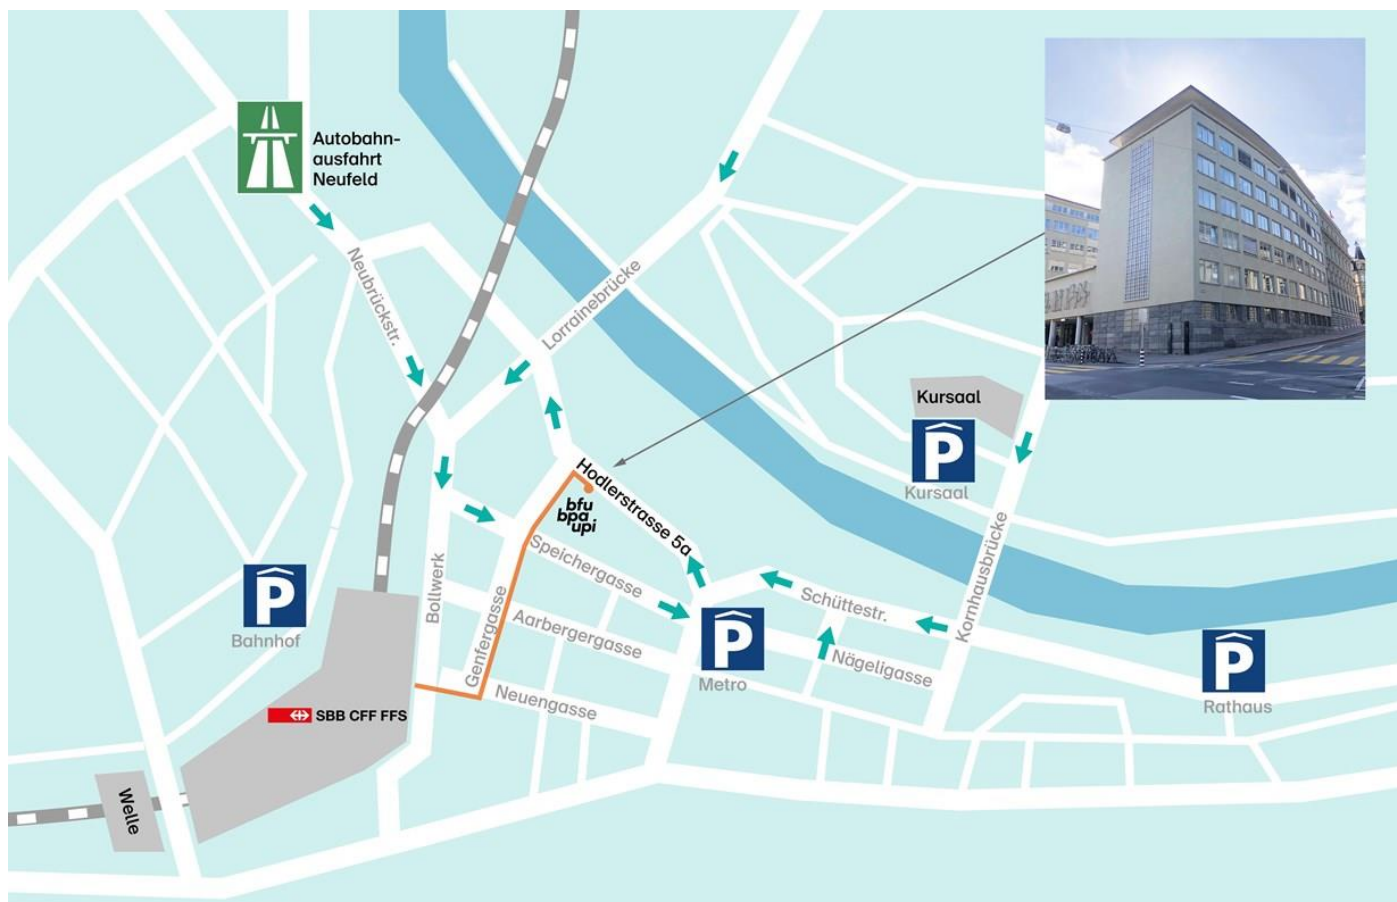 Autobahn-
ausfahrt
Neufeld
Neubrückstr.
Lorrainebrücke
Kursaal
P
Kursaal
Hodlerstrasse 5a
bfu
bpa
upi
Speichergasse
Kornhausbrücke
Schüttestr.
P
Bahnhof
Bollwerk
Genfergasse
Aarbergergasse
P
Metro
Nägeligasse
P
Rathaus
Neuengasse
SBB CFF FFS
Welle